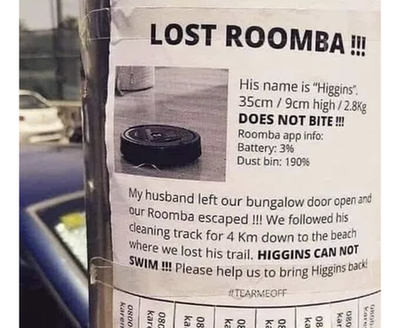 LOST ROOMBA !!!
His name is "Higgins".
35cm / 9cm high / 2.8Kg
DOES NOT BITE !!!
Roomba app info:
Battery: 3%
Dust bin: 190%
My husband left our bungalow door open and
our Roomba escaped !!! We followed his
cleaning track for 4 Km down to the beach
where we lost his trail. HIGGINS CAN NOT
SWIM !!! Please help us to bring Higgins back!
#TEARMEOFF